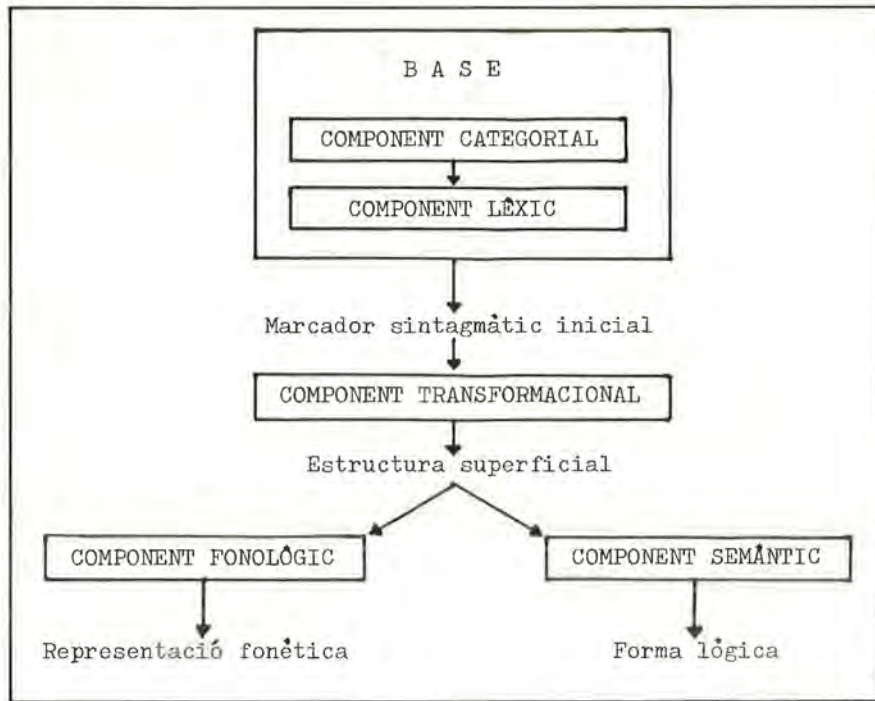 B A S E
COMPONENT CATEGORIAL
COMPONENT LÈXIC
Marcador sintagmàtic inicial
COMPONENT TRANSFORMACIONAL
Estructura superficial
COMPONENT FONOLÒGIC
COMPONENT SEMÀNTIC
Representació fonètica
Forma lògica